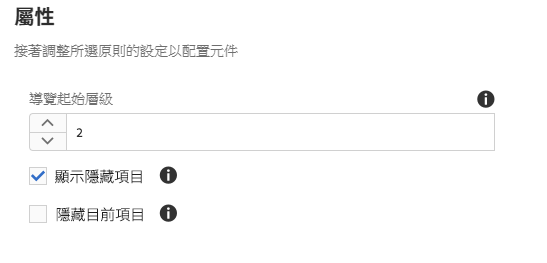 屬性
接著調整所選原則的設定以配置元件
導覽起始層級
2
顯示隱藏項目
隱藏目前項目